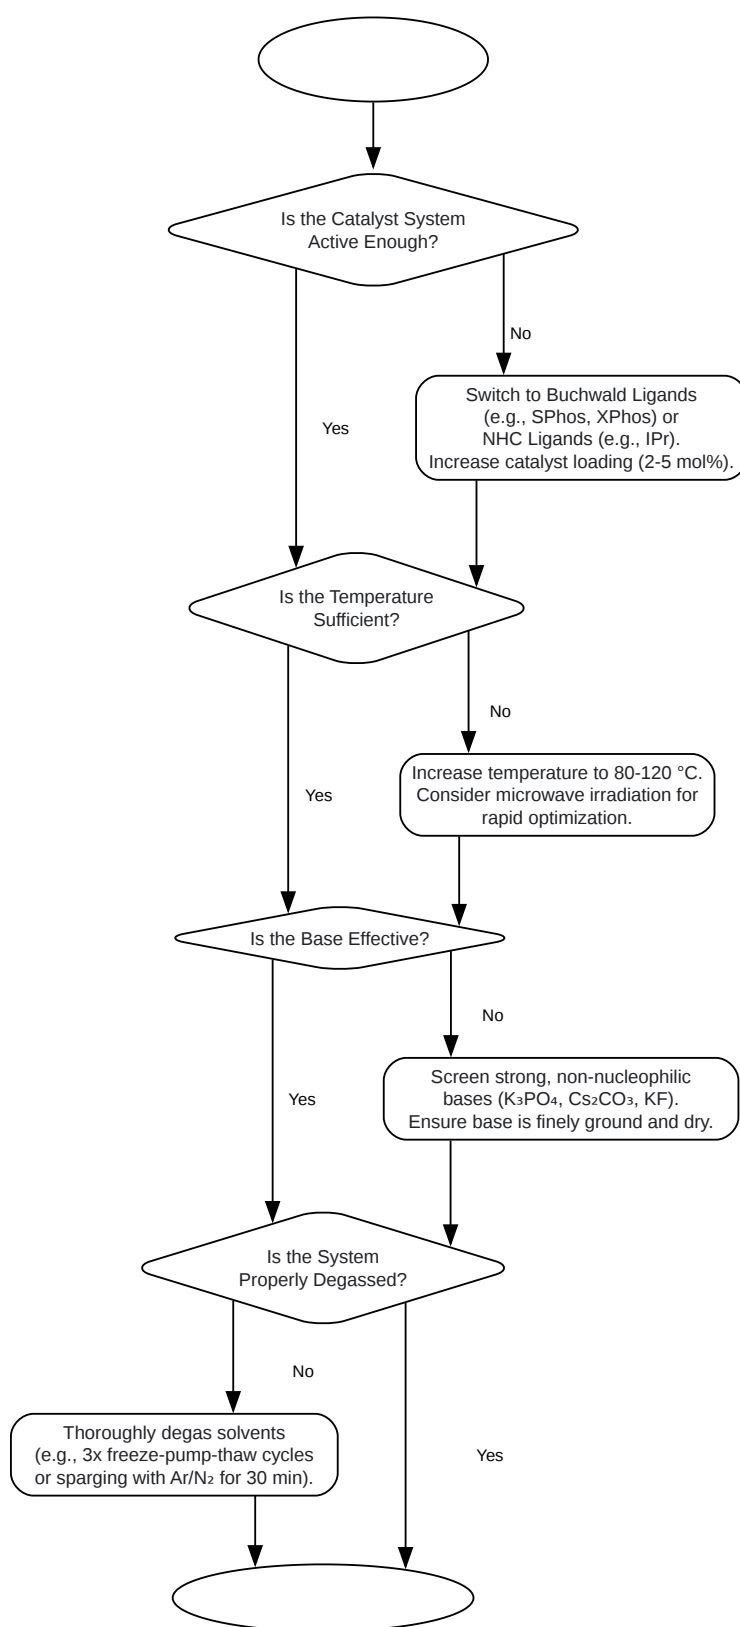 Is the Catalyst System
Active Enough?
No
Switch to Buchwald Ligands
(e.g., SPhos, XPhos) or
NHC Ligands (e.g., IPr).
Increase catalyst loading (2-5 mol%).
Yes
Is the Temperature
Sufficient?
No
Increase temperature to 80-120 °C.
Consider microwave irradiation for
rapid optimization.
Yes
Is the Base Effective?
No
Screen strong, non-nucleophilic
bases (K₃PO₄, Cs₂CO₃, KF).
Ensure base is finely ground and dry.
Yes
Is the System
Properly Degassed?
No
Thoroughly degas solvents
(e.g., 3x freeze-pump-thaw cycles
or sparging with Ar/N₂ for 30 min).
Yes